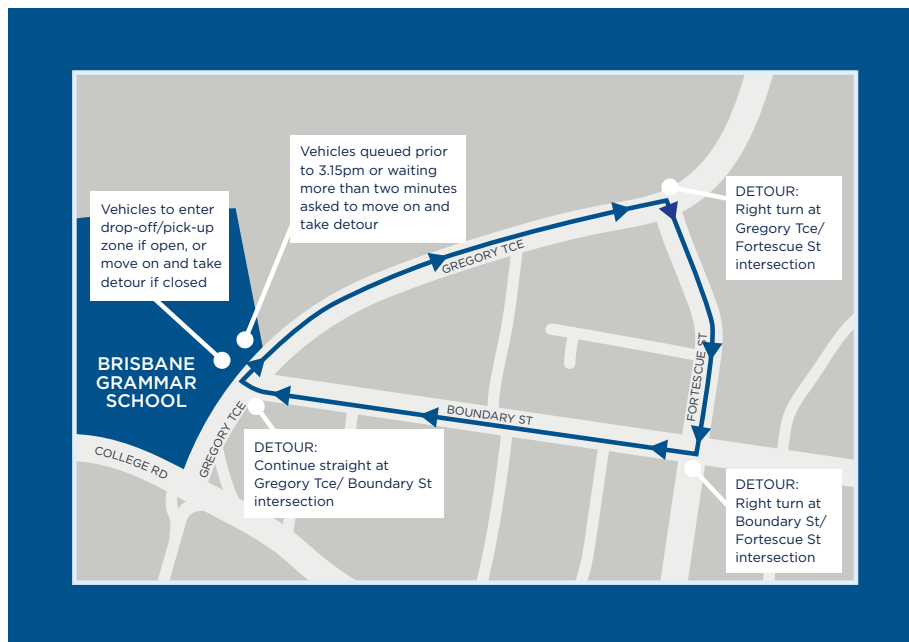 Vehicles queued prior
to 3.15pm or waiting
more than two minutes
asked to move on and
take detour
Vehicles to enter
drop-off/pick-up
zone if open, or
move on and take
detour if closed
DETOUR:
Right turn at
Gregory Tce/
Fortescue St
intersection
GREGORY TCE
BRISBANE
GRAMMAR
SCHOOL
FORTESCUE ST
BOUNDARY ST
GREGORY TCE
COLLEGE RD
DETOUR:
Continue straight at
Gregory Tce/ Boundary St
intersection
DETOUR:
Right turn at
Boundary St/
Fortescue St
intersection